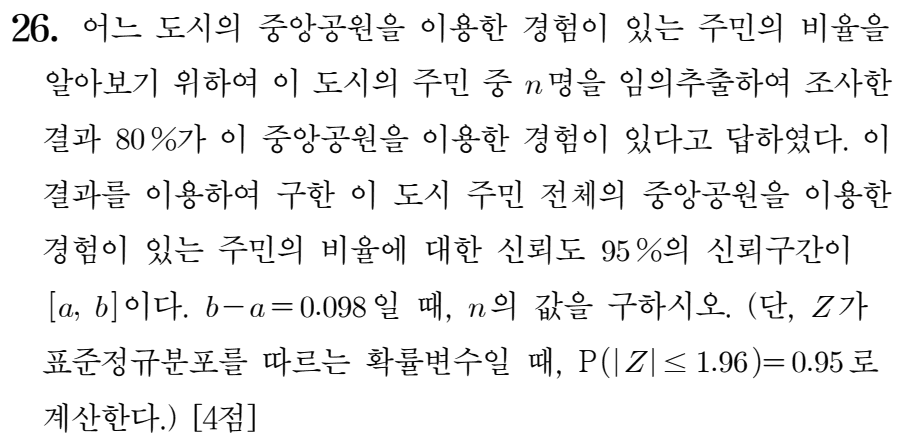 26. 어느 도시의 중앙공원을 이용한 경험이 있는 주민의 비율을
알아보기 위하여 이 도시의 주민 중 n명을 임의추출하여 조사한
결과 80%가 이 중앙공원을 이용한 경험이 있다고 답하였다. 이
결과를 이용하여 구한 이 도시 주민 전체의 중앙공원을 이용한
경험이 있는 주민의 비율에 대한 신뢰도 95%의 신뢰구간이
[a, b]이다. b-a=0.098일 때, n의 값을 구하시오. (단, Z가
표준정규분포를 따르는 확률변수일 때, P(|Z|≤1.96)=0.95로
계산한다.) [4점]